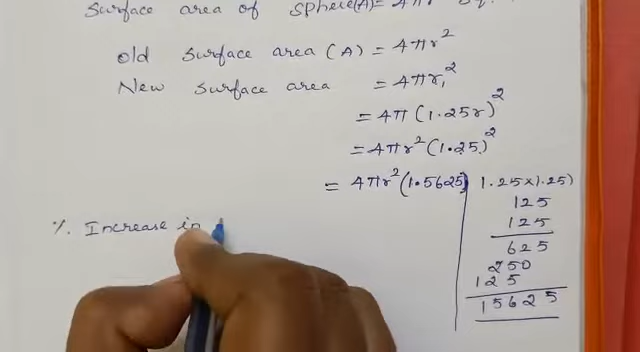 Surface area of sphere(A) = 4πr² Sq.
Old Surface area (A) = 4πr²
New Surface area = 4πr₁²
= 4π(1.25r)²
= 4πr²(1.25)²
= 4πr²(1.5625)
% Increase in
1.25×1.25)
125
125
625
250
125
15625